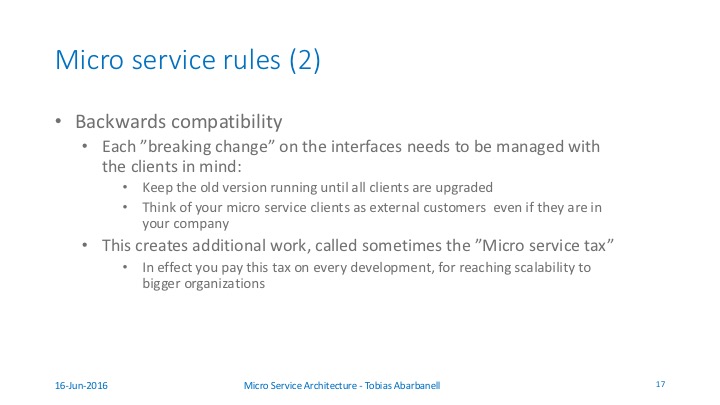 Micro service rules (2)
• Backwards compatibility
• Each ”breaking change” on the interfaces needs to be managed with
the clients in mind:
• Keep the old version running until all clients are upgraded
• Think of your micro service clients as external customers  even if they are in
your company
• This creates additional work, called sometimes the ”Micro service tax”
• In effect you pay this tax on every development, for reaching scalability to
bigger organizations
16-Jun-2016
Micro Service Architecture - Tobias Abarbanell
17